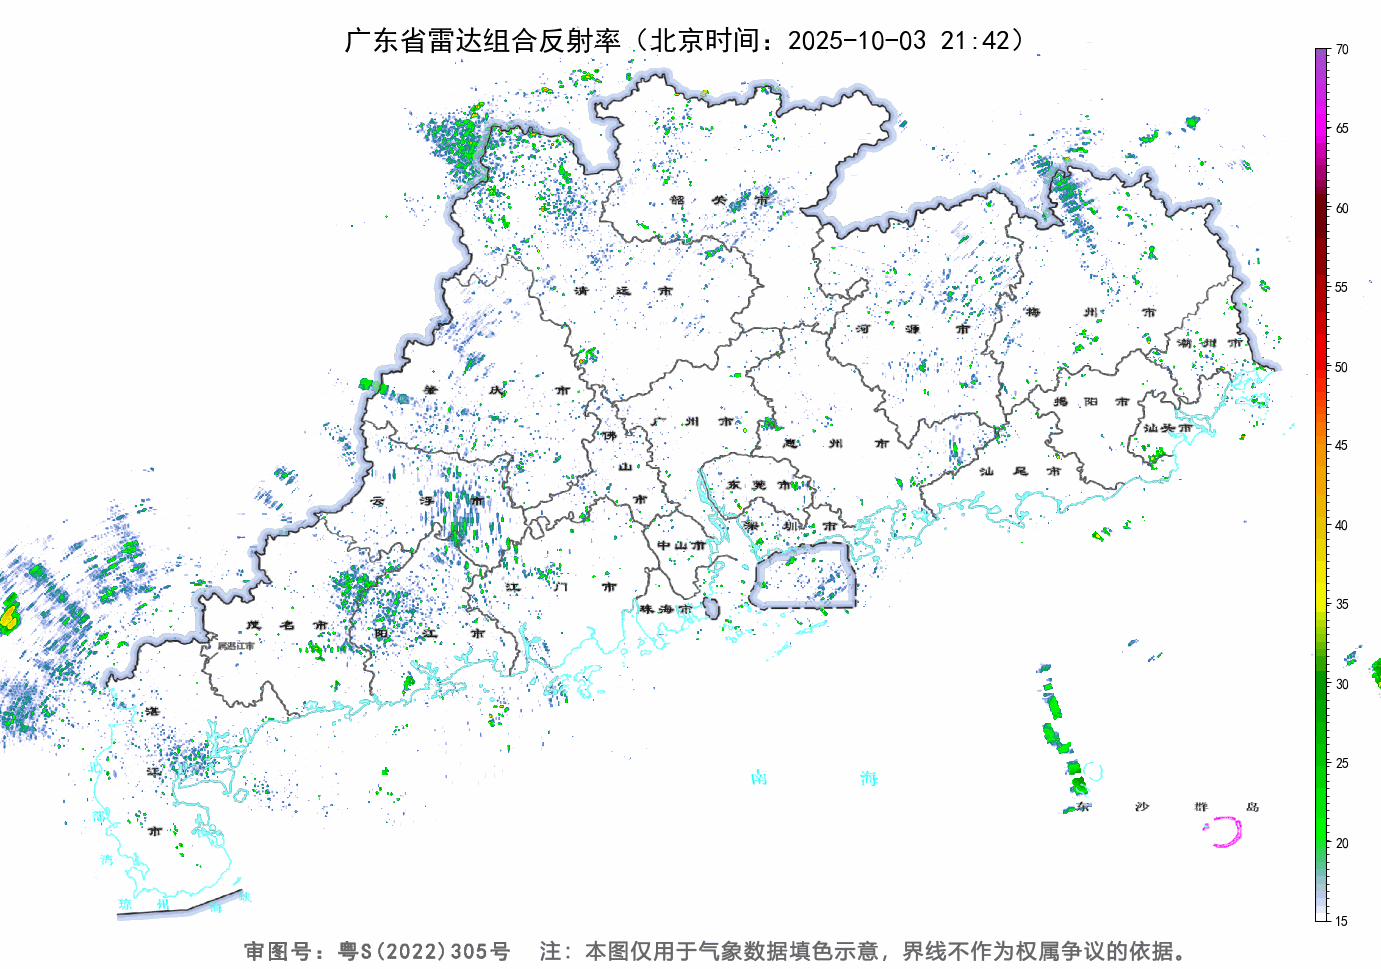 广东省雷达组合反射率（北京时间：2025-10-03 21:42）
70
65
60
55
50
45
40
35
30
25
20
15
韶关市
清远市
河源市
梅州市
潮州市
肇庆市
广州市
惠州市
揭阳市
汕头市
佛山市
云浮市
东莞市
汕尾市
深圳市
中山市
江门市
珠海市
茂名市
阳江市
属湛江市
湛江市
南海
东沙群岛
北部湾
琼州海峡
审图号：粤S(2022)305号 注：本图仅用于气象数据填色示意，界线不作为权属争议的依据。